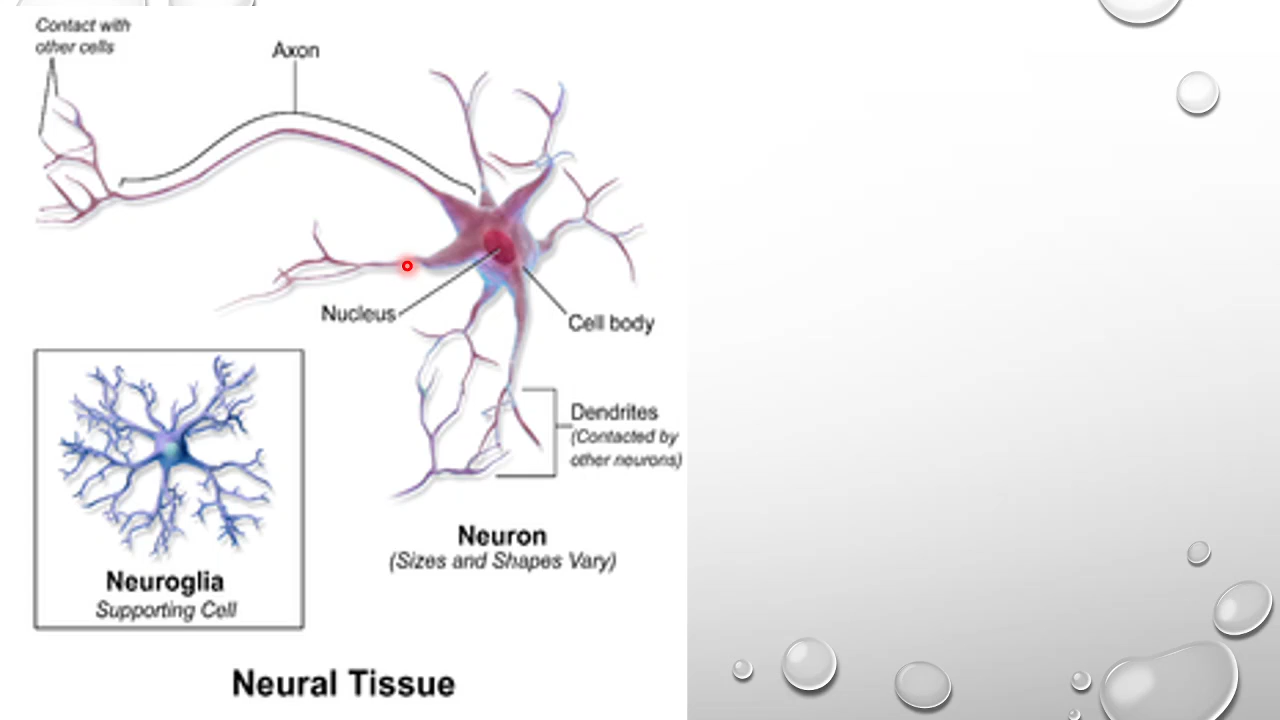 Contact with
other cells
Axon
Nucleus
Cell body
Dendrites
(Contacted by
other neurons)
Neuron
(Sizes and Shapes Vary)
Neuroglia
Supporting Cell
Neural Tissue